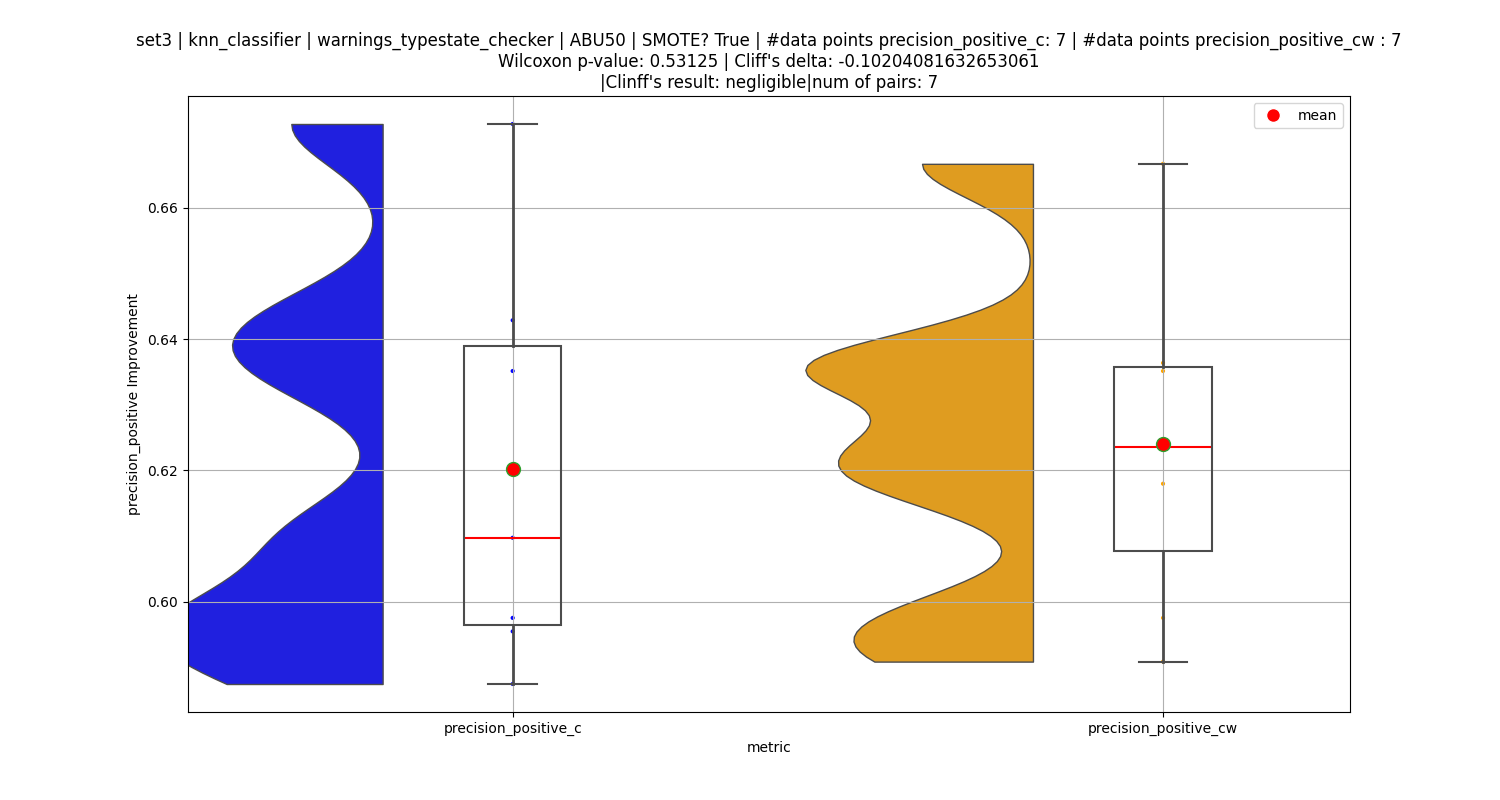 set3 | knn_classifier | warnings_typestate_checker | ABU50 | SMOTE? True | #data points precision_positive_c: 7 | #data points precision_positive_cw : 7
Wilcoxon p-value: 0.53125 | Cliff's delta: -0.10204081632653061
|Clinff's result: negligible|num of pairs: 7
mean
precision_positive Improvement
0.66
0.64
0.62
0.60
precision_positive_c
precision_positive_cw
metric